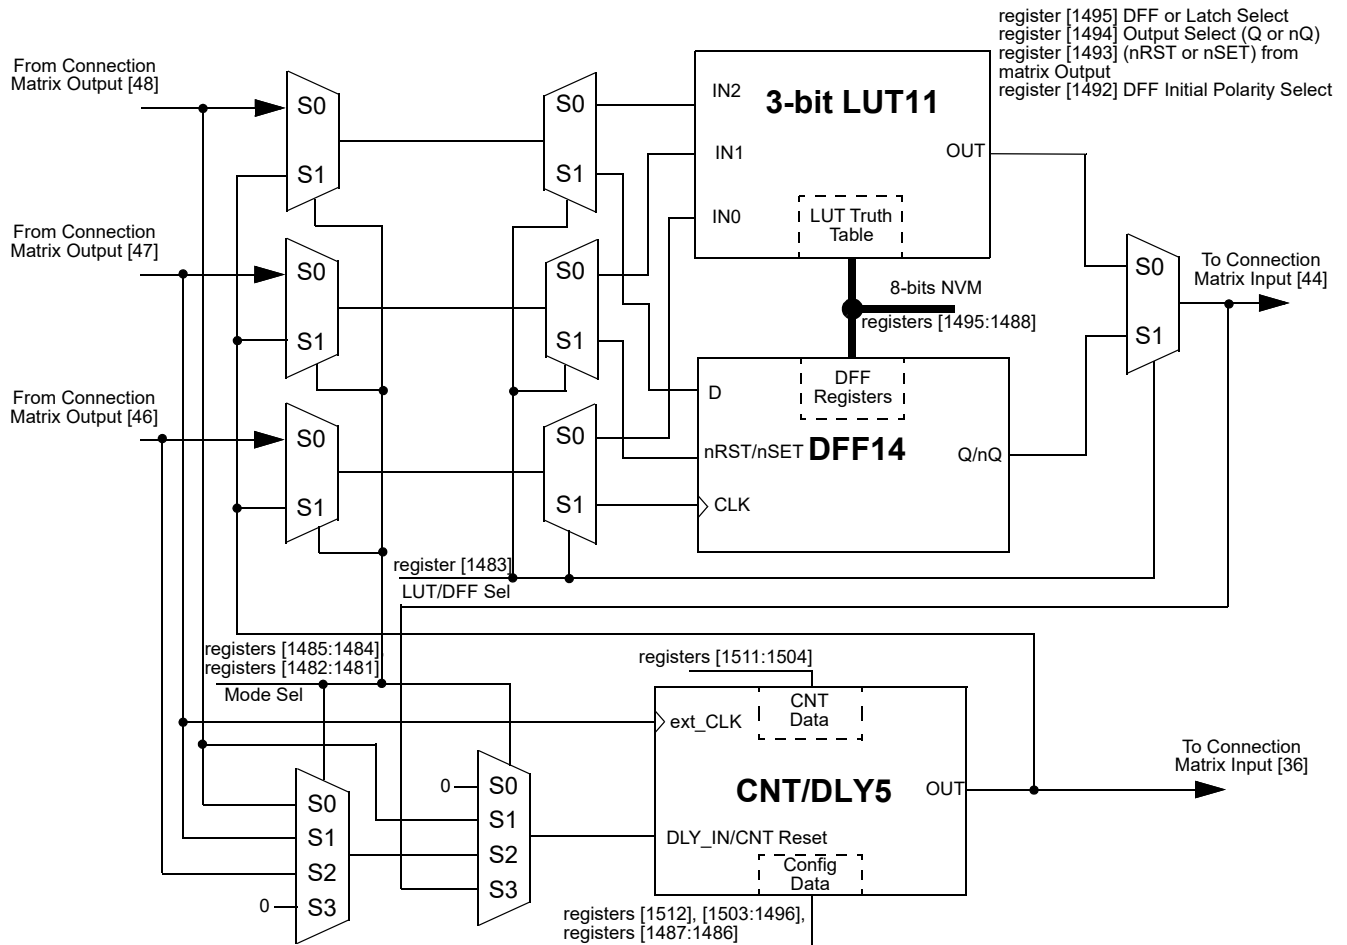 register [1495] DFF or Latch Select
register [1494] Output Select (Q or nQ)
register [1493] (nRST or nSET) from
matrix Output
register [1492] DFF Initial Polarity Select
From Connection
Matrix Output [48]
S0
S1
S0
S1
IN2
3-bit LUT11
IN1
OUT
IN0
LUT Truth
Table
From Connection
Matrix Output [47]
S0
S1
S0
S1
8-bits NVM
registers [1495:1488]
S0
S1
To Connection
Matrix Input [44]
From Connection
Matrix Output [46]
S0
S1
S0
S1
DFF
Registers
D
nRST/nSET
DFF14
Q/nQ
CLK
register [1483]
LUT/DFF Sel
registers [1485:1484],
registers [1482:1481]
Mode Sel
registers [1511:1504]
CNT
Data
ext_CLK
CNT/DLY5
OUT
To Connection
Matrix Input [36]
DLY_IN/CNT Reset
Config
Data
0
S0
S1
S2
S3
S0
S1
S2
0
S3
registers [1512], [1503:1496],
registers [1487:1486]